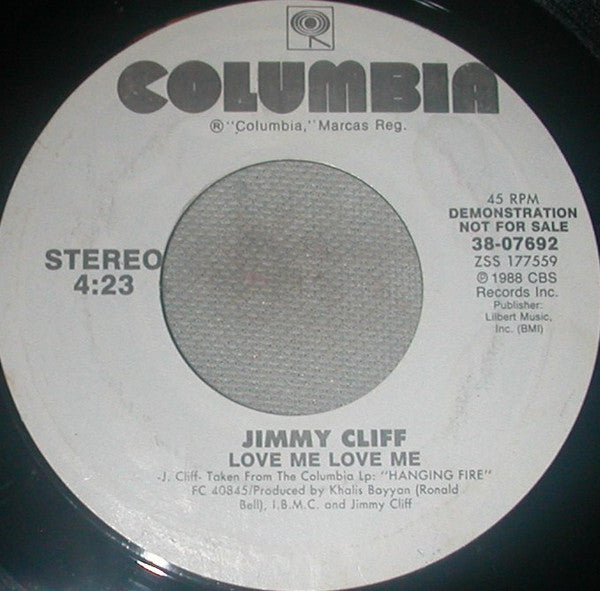 COLUMBIA
®"Columbia," Marcas Reg.
STEREO
4:23
45 RPM
DEMONSTRATION
NOT FOR SALE
38-07692
ZSS 177559
℗ 1988 CBS
Records Inc.
Publisher:
Lilbert Music,
Inc. (BMI)
JIMMY CLIFF
LOVE ME LOVE ME
-J. Cliff- Taken From The Columbia Lp: "HANGING FIRE"
FC 40845/Produced by Khalis Bayyan (Ronald
Bell), I.B.M.C. and Jimmy Cliff